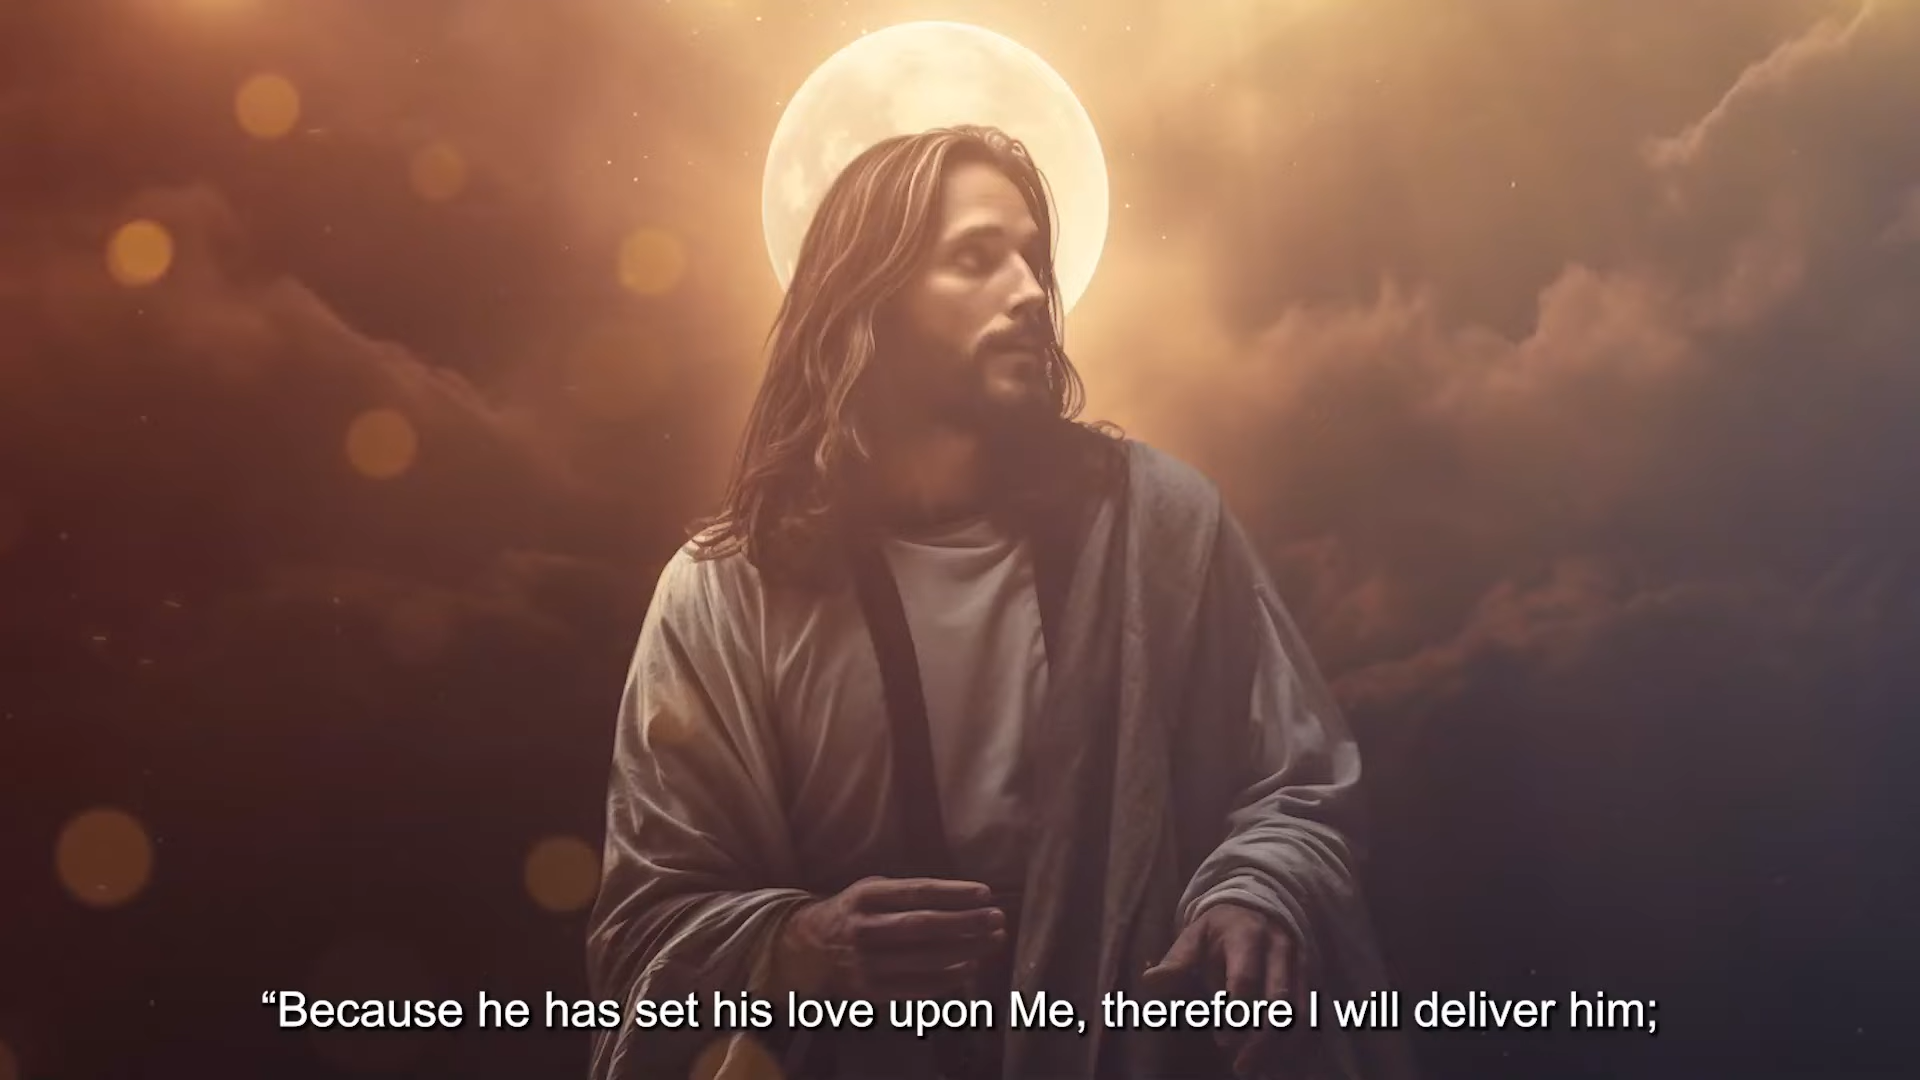 “Because he has set his love upon Me, therefore I will deliver him;